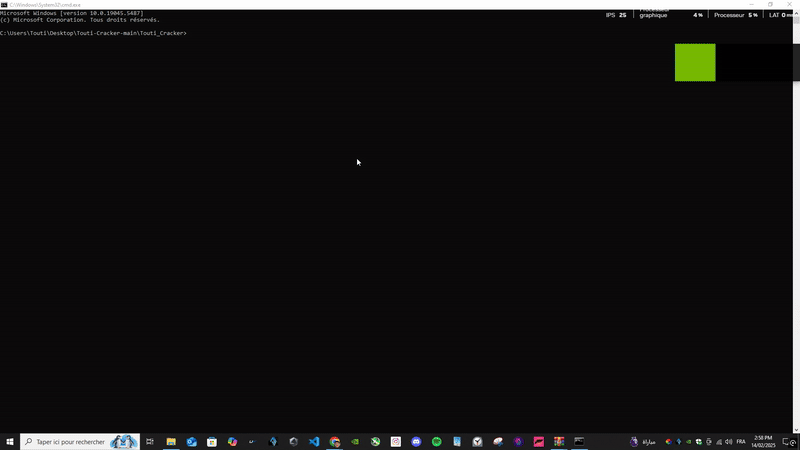 C:\Windows\System32\cmd.exe
Microsoft Windows [version 10.0.19045.5487]
(c) Microsoft Corporation. Tous droits réservés.
IPS 25
Processeur graphique 4 %
Processeur 5 %
LAT 0 ms
C:\Users\Touti\Desktop\Touti-Cracker-main\Touti_Cracker>
Taper ici pour rechercher
مباراة
FRA
2:58 PM
14/02/2025